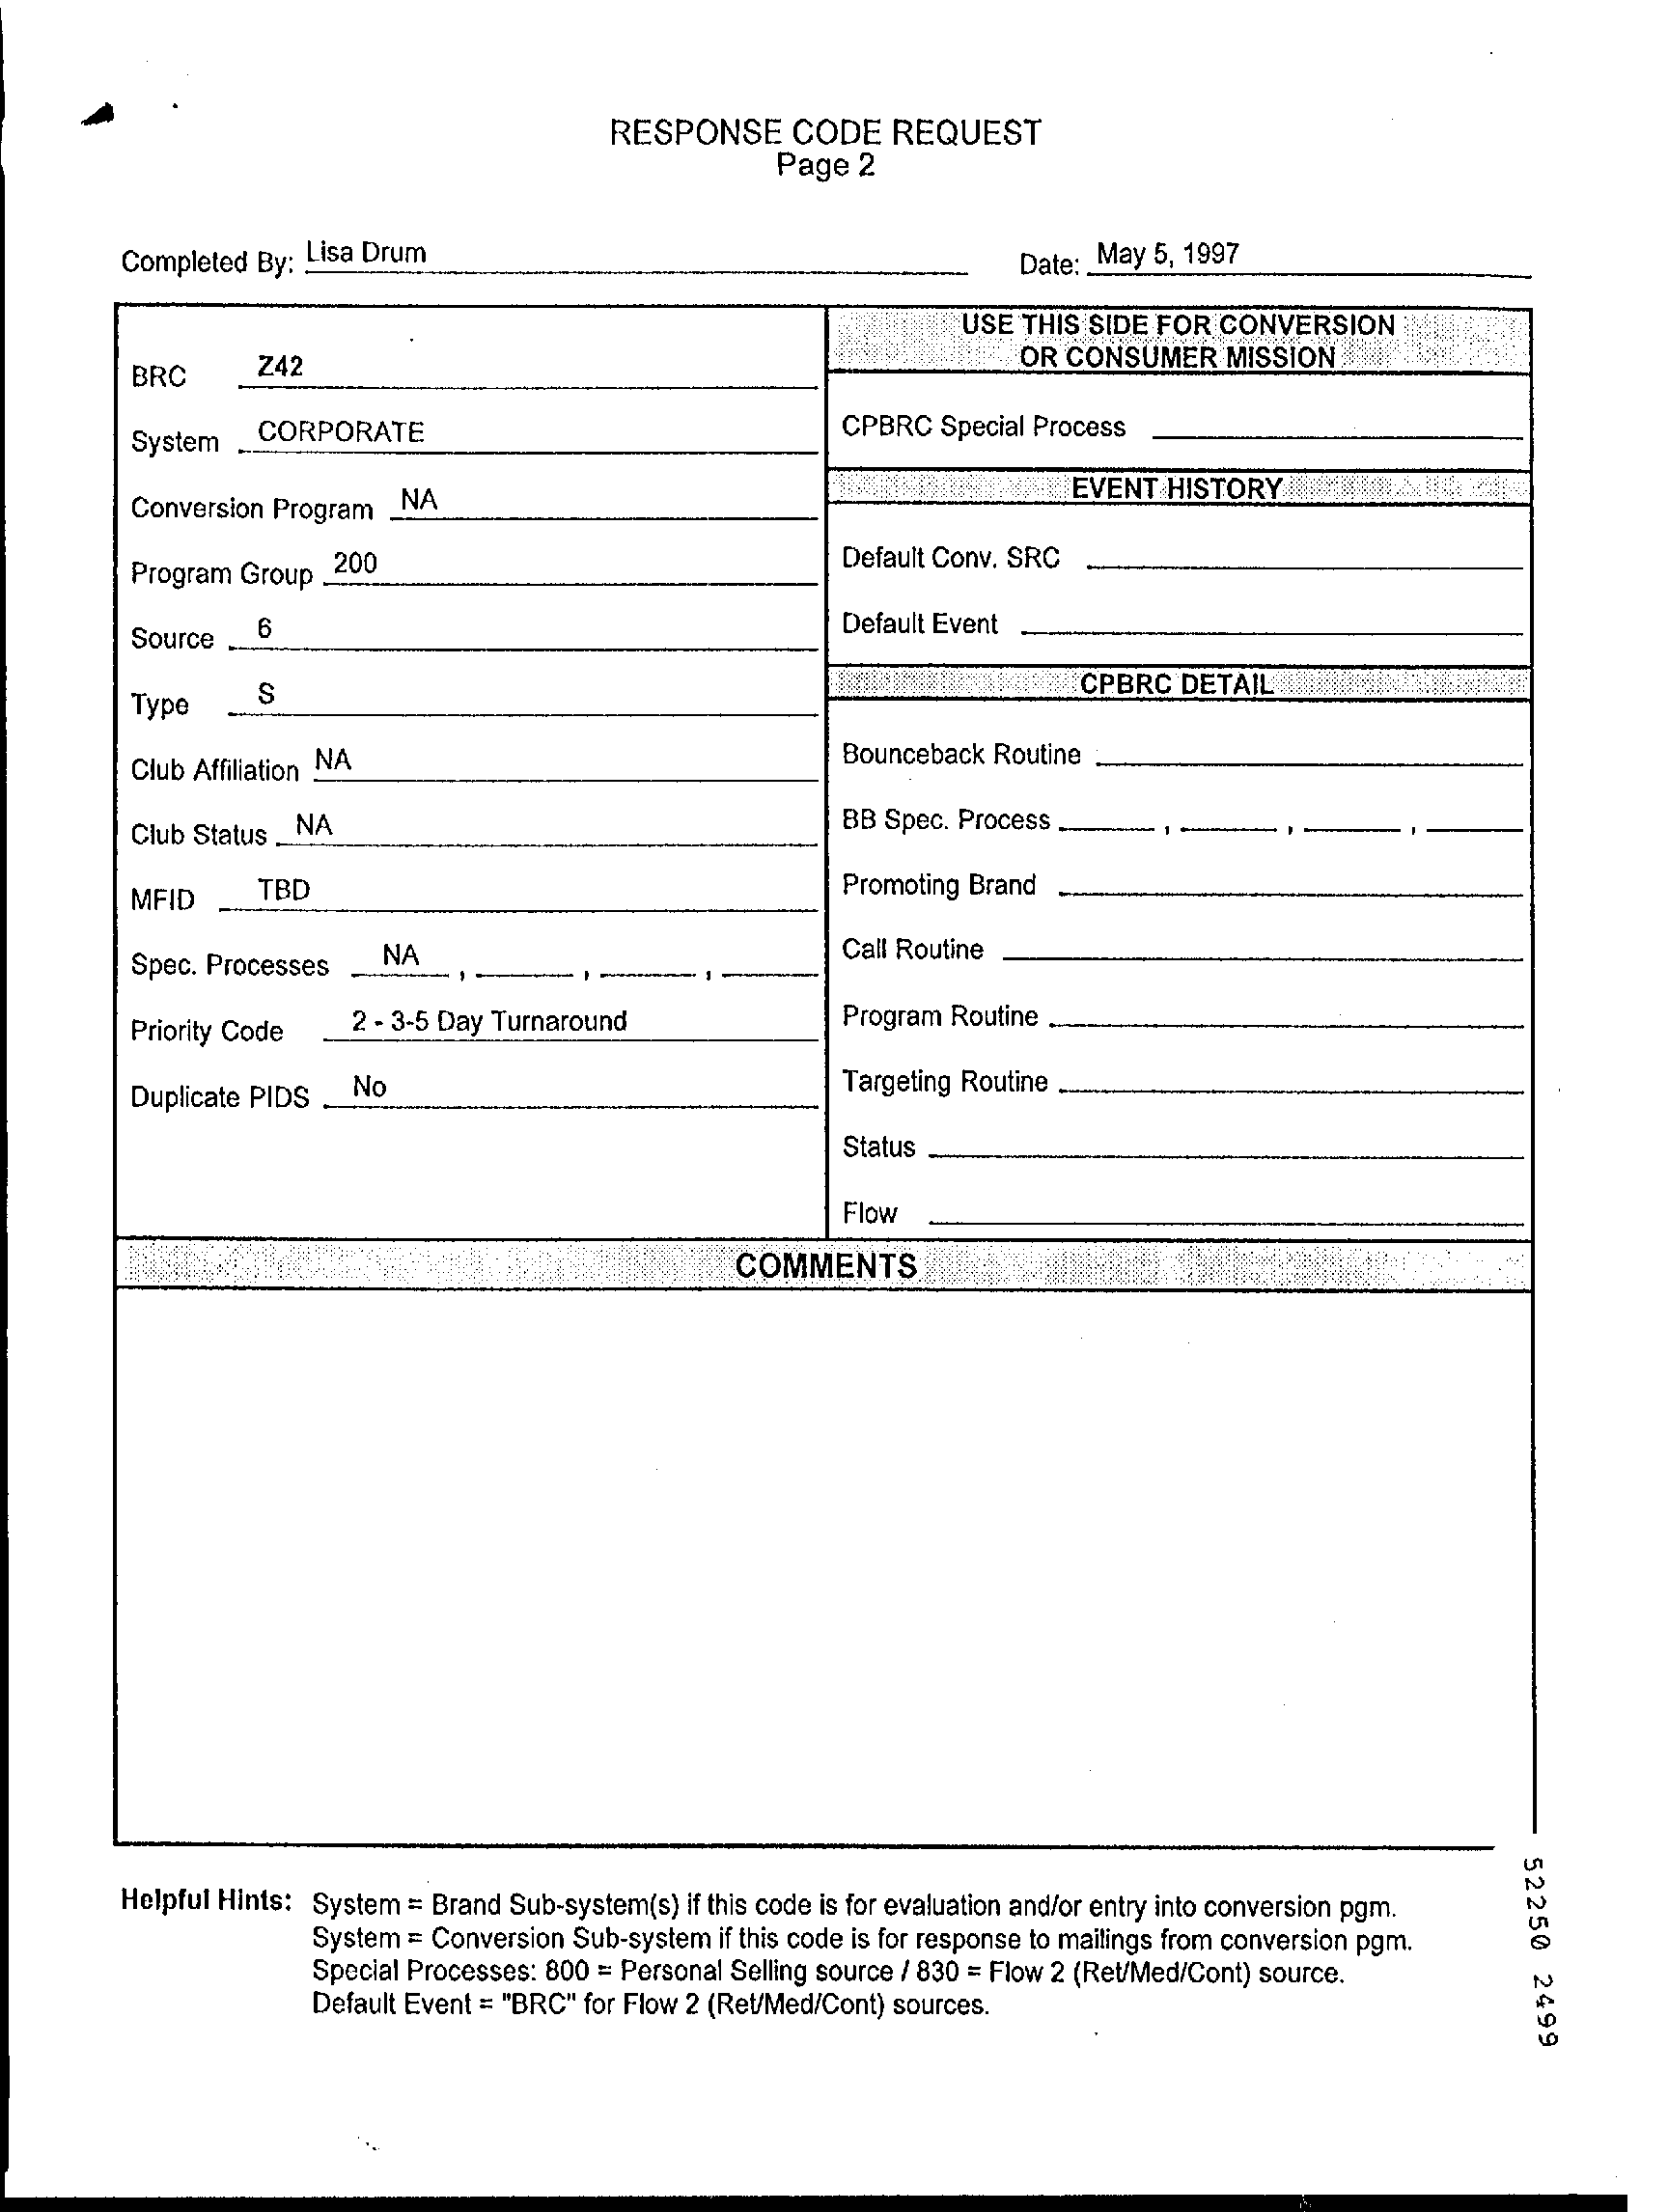 RESPONSE CODE REQUEST
Page 2
Completed By: Lisa Drum
Date: May 5, 1997
BRC Z42
System CORPORATE
Conversion Program NA
Program Group 200
Source 6
Type S
Club Affiliation NA
Club Status NA
MFID TBD
Spec. Processes NA , , ,
Priority Code 2 - 3-5 Day Turnaround
Duplicate PIDS No
USE THIS SIDE FOR CONVERSION
OR CONSUMER MISSION
CPBRC Special Process
EVENT HISTORY
Default Conv. SRC
Default Event
CPBRC DETAIL
Bounceback Routine
BB Spec. Process , , ,
Promoting Brand
Call Routine
Program Routine
Targeting Routine
Status
Flow
COMMENTS
Helpful Hints: System = Brand Sub-system(s) if this code is for evaluation and/or entry into conversion pgm.
System = Conversion Sub-system if this code is for response to mailings from conversion pgm.
Special Processes: 800 = Personal Selling source / 830 = Flow 2 (Ret/Med/Cont) source.
Default Event = "BRC" for Flow 2 (Ret/Med/Cont) sources.
52250 2499